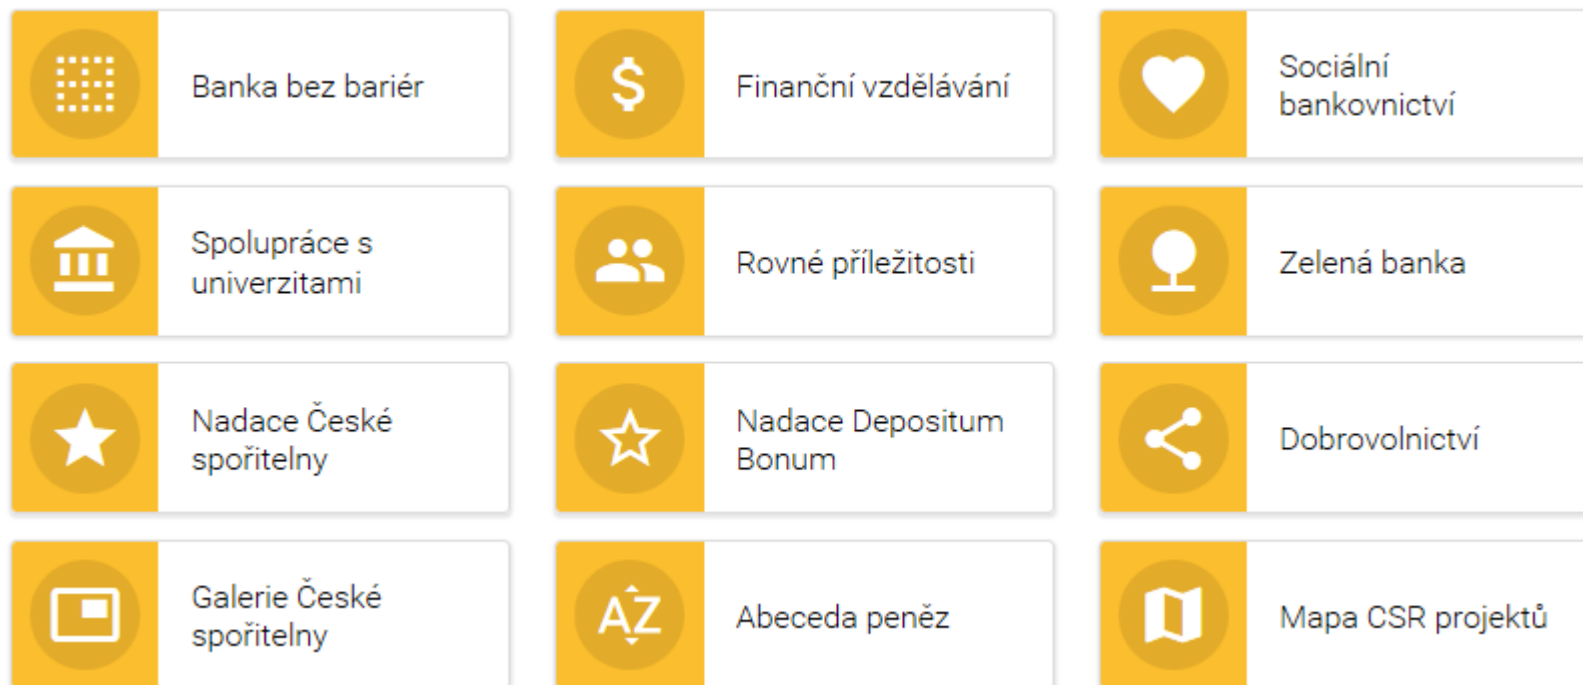 Banka bez bariér
Finanční vzdělávání
Sociální
bankovnictví
Spolupráce s
univerzitami
Rovné příležitosti
Zelená banka
Nadace České
spořitelny
Nadace Depositum
Bonum
Dobrovolnictví
Galerie České
spořitelny
AZ
Abeceda peněz
Mapa CSR projektů